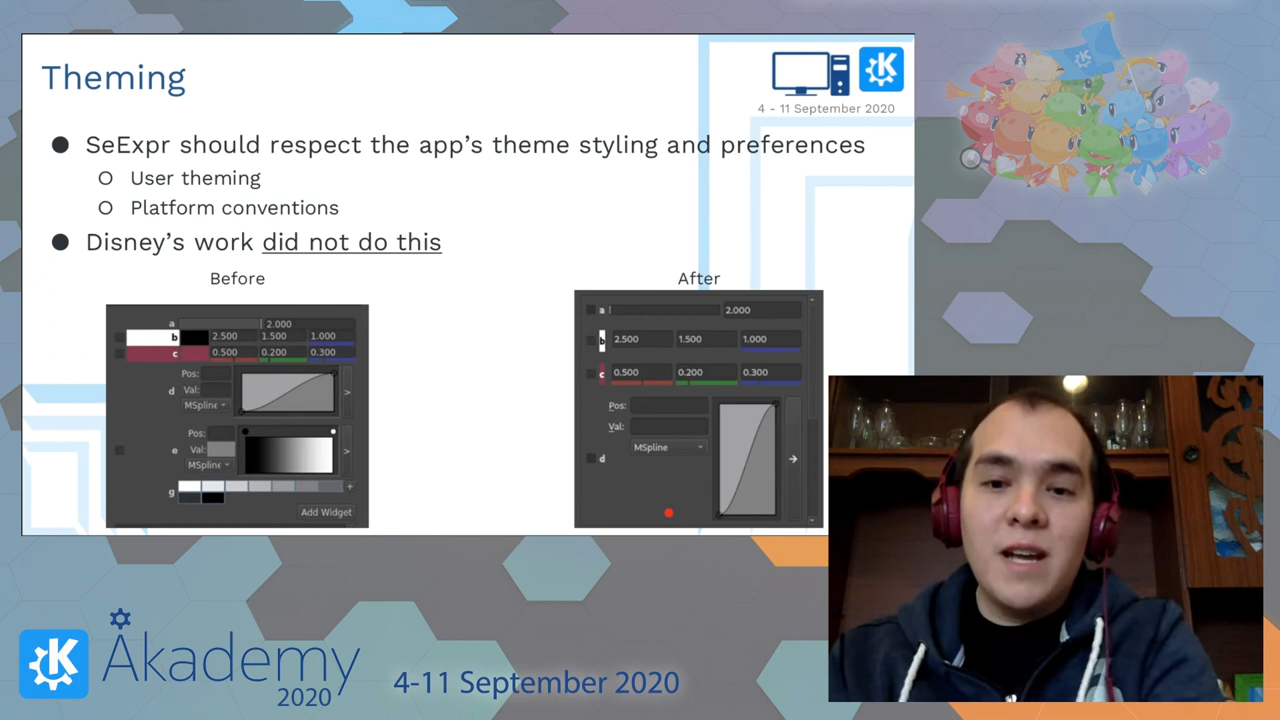 Theming
4 - 11 September 2020
SeExpr should respect the app's theme styling and preferences
User theming
Platform conventions
Disney's work did not do this
Before
After
a 2.000
b 2.500 1.500 1.000
c 0.500 0.200 0.300
Pos:
d Val:
MSpline
>
Pos:
e Val:
MSpline
>
g
+
Add Widget
a 2.000
b 2.500 1.500 1.000
c 0.500 0.200 0.300
Pos:
Val:
MSpline
d
Akademy
2020
4-11 September 2020